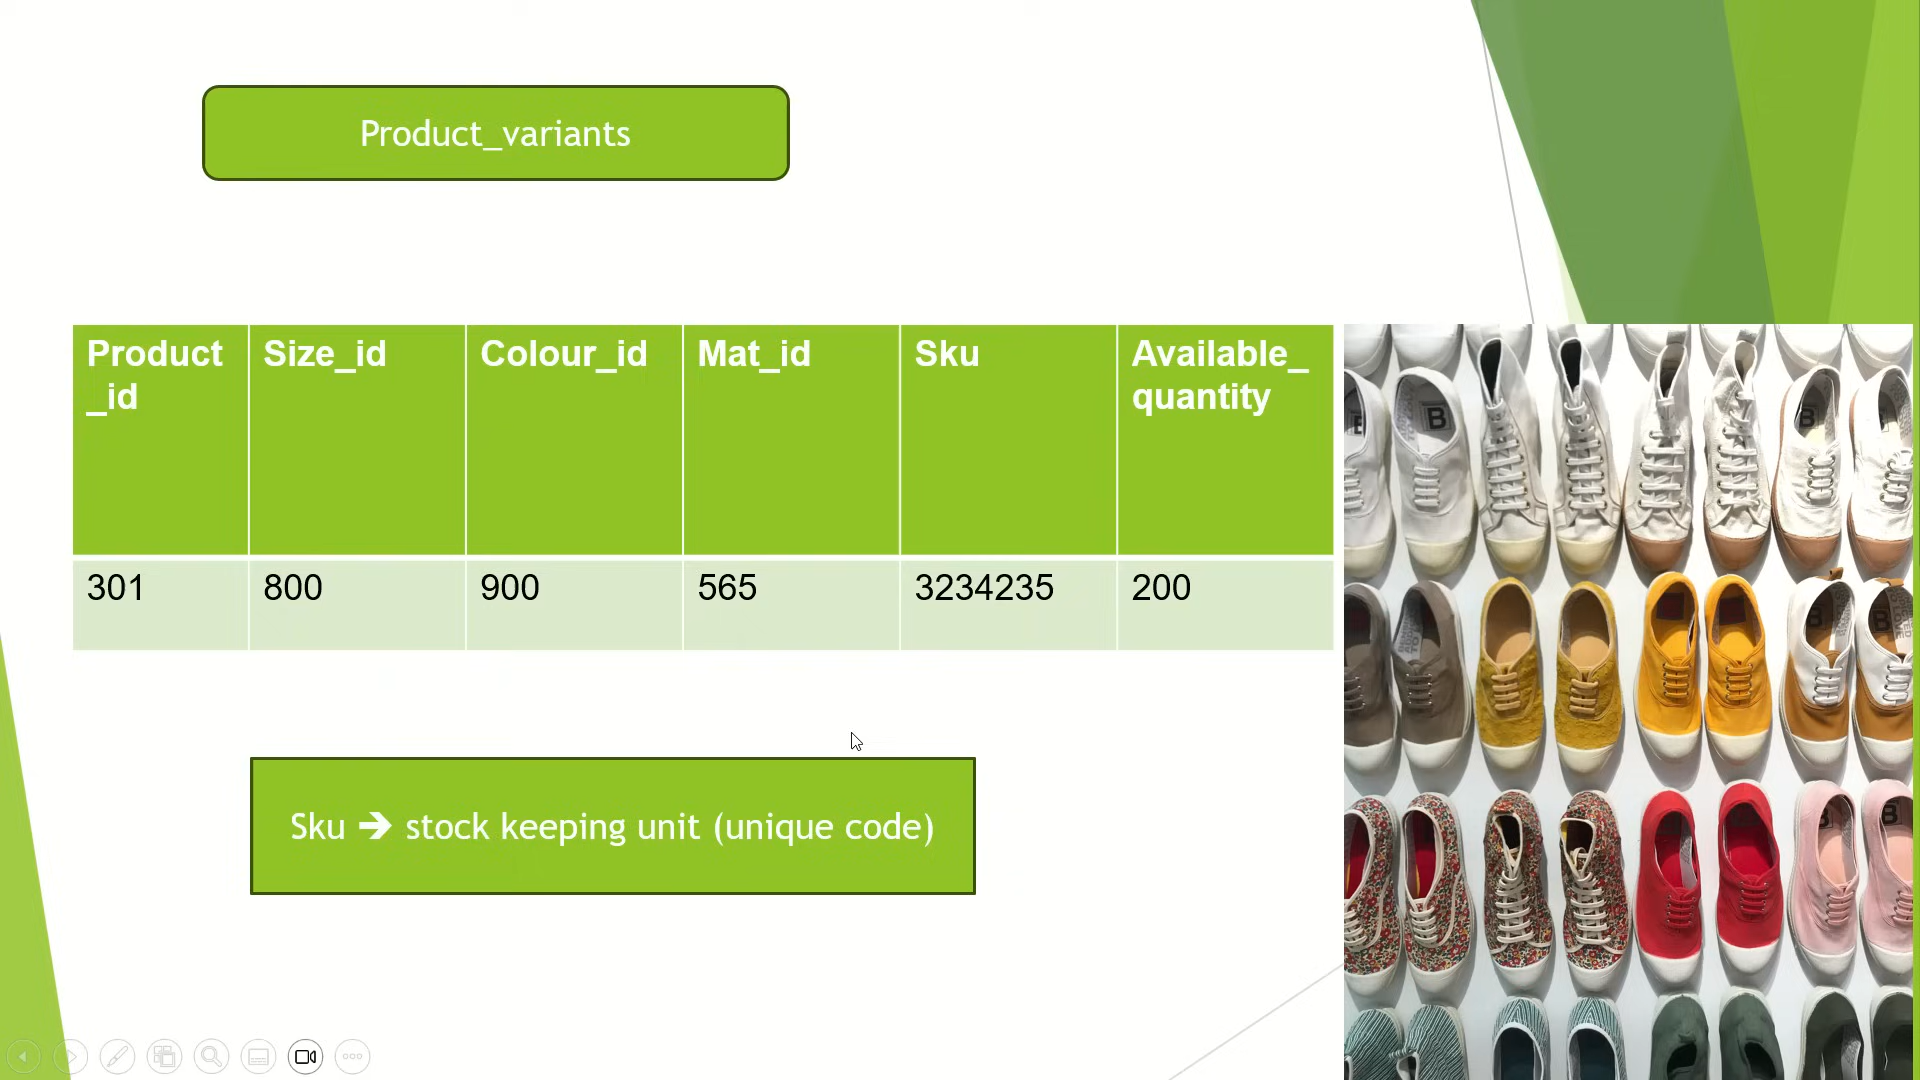 Product_variants
Product Size_id Colour_id Mat_id Sku Available_
_id quantity
301 800 900 565 3234235 200
Sku ➔ stock keeping unit (unique code)
B